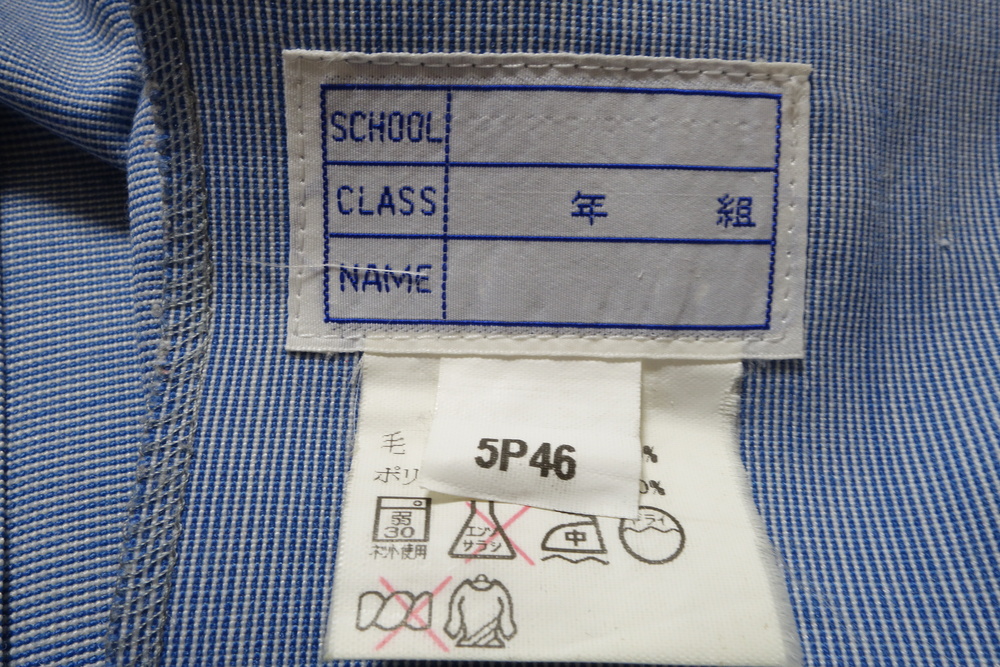 SCHOOL
CLASS 年 組
NAME
5P46
毛 %
ポリ 0%
弱
30
ネット使用
エンソ
サラシ
中
ドライ